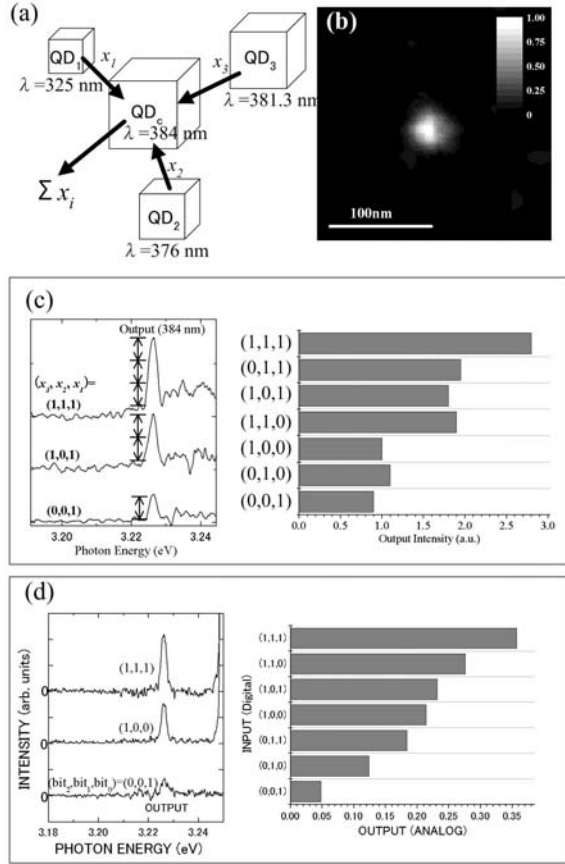 (a)
QD1
x1
λ=325 nm
x3
QD3
λ=381.3 nm
QDc
λ=384 nm
Σ xi
x2
QD2
λ=376 nm
(b)
1.00
0.75
0.50
0.25
0
100nm
(c)
Output (384 nm)
(x3, x2, x1)=
(1,1,1)
(1,0,1)
(0,0,1)
3.20 3.22 3.24
Photon Energy (eV)
(1,1,1)
(0,1,1)
(1,0,1)
(1,1,0)
(1,0,0)
(0,1,0)
(0,0,1)
0.0 0.5 1.0 1.5 2.0 2.5 3.0
Output Intensity (a.u.)
(d)
INTENSITY (arb. units)
(1,1,1)
0
(1,0,0)
0
(bit2,bit1,bit0)=(0,0,1)
0
OUTPUT
3.18 3.20 3.22 3.24
PHOTON ENERGY (eV)
INPUT (Digital)
(1,1,1)
(1,1,0)
(1,0,1)
(1,0,0)
(0,1,1)
(0,1,0)
(0,0,1)
0.00 0.05 0.10 0.15 0.20 0.25 0.30 0.35
OUTPUT (ANALOG)